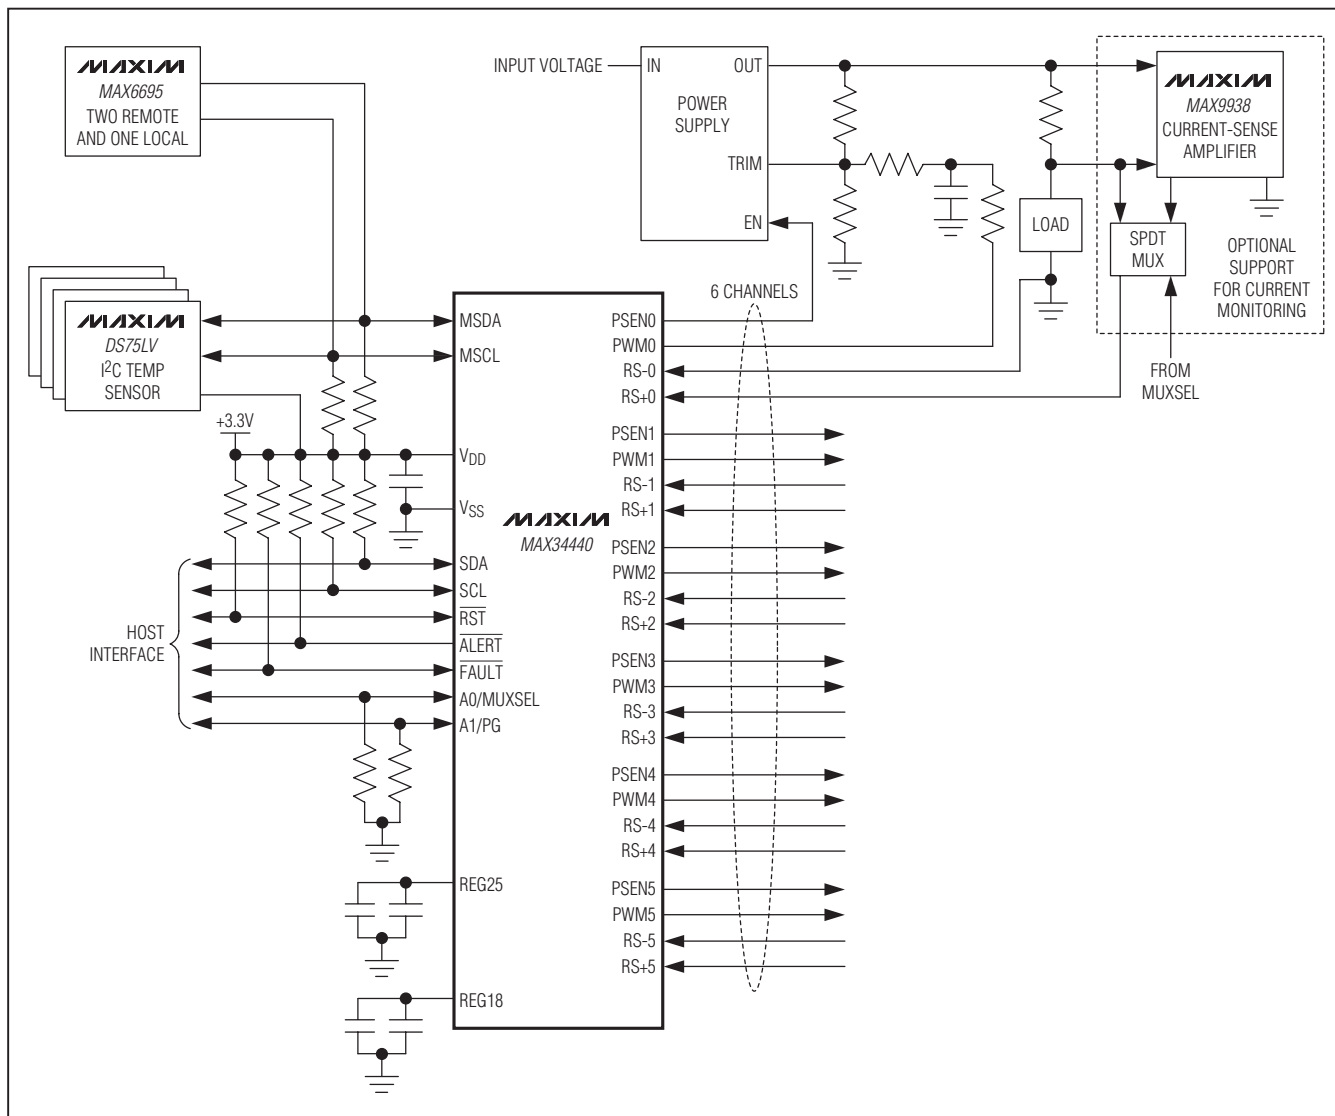 MAXIM
MAX6695
TWO REMOTE
AND ONE LOCAL
INPUT VOLTAGE
IN
OUT
POWER
SUPPLY
TRIM
EN
MAXIM
MAX9938
CURRENT-SENSE
AMPLIFIER
LOAD
SPDT
MUX
OPTIONAL
SUPPORT
FOR CURRENT
MONITORING
FROM
MUXSEL
6 CHANNELS
MAXIM
DS75LV
I2C TEMP
SENSOR
+3.3V
MSDA
MSCL
VDD
VSS
MAXIM
MAX34440
SDA
SCL
RST
ALERT
FAULT
A0/MUXSEL
A1/PG
HOST
INTERFACE
REG25
REG18
PSEN0
PWM0
RS-0
RS+0
PSEN1
PWM1
RS-1
RS+1
PSEN2
PWM2
RS-2
RS+2
PSEN3
PWM3
RS-3
RS+3
PSEN4
PWM4
RS-4
RS+4
PSEN5
PWM5
RS-5
RS+5